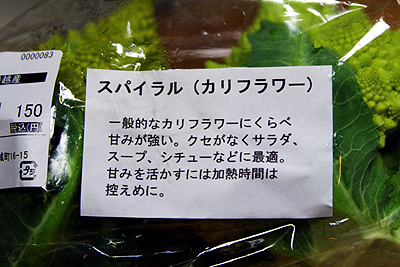 0000083
越産
150
税込(円)
蔵町16-15
スパイラル（カリフラワー）
一般的なカリフラワーにくらべ
甘みが強い。クセがなくサラダ、
スープ、シチューなどに最適。
甘みを活かすには加熱時間は
控えめに。